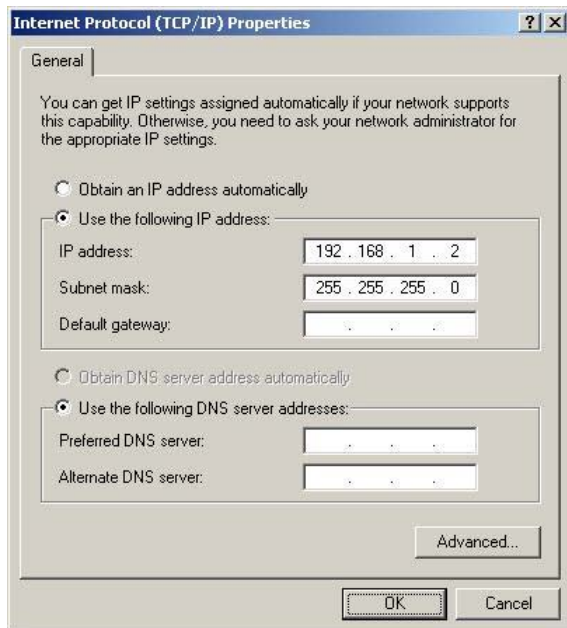 Internet Protocol (TCP/IP) Properties
General
You can get IP settings assigned automatically if your network supports
this capability. Otherwise, you need to ask your network administrator for
the appropriate IP settings.
Obtain an IP address automatically
Use the following IP address:
IP address: 192 . 168 . 1 . 2
Subnet mask: 255 . 255 . 255 . 0
Default gateway: . . .
Obtain DNS server address automatically
Use the following DNS server addresses:
Preferred DNS server: . . .
Alternate DNS server: . . .
Advanced...
OK Cancel